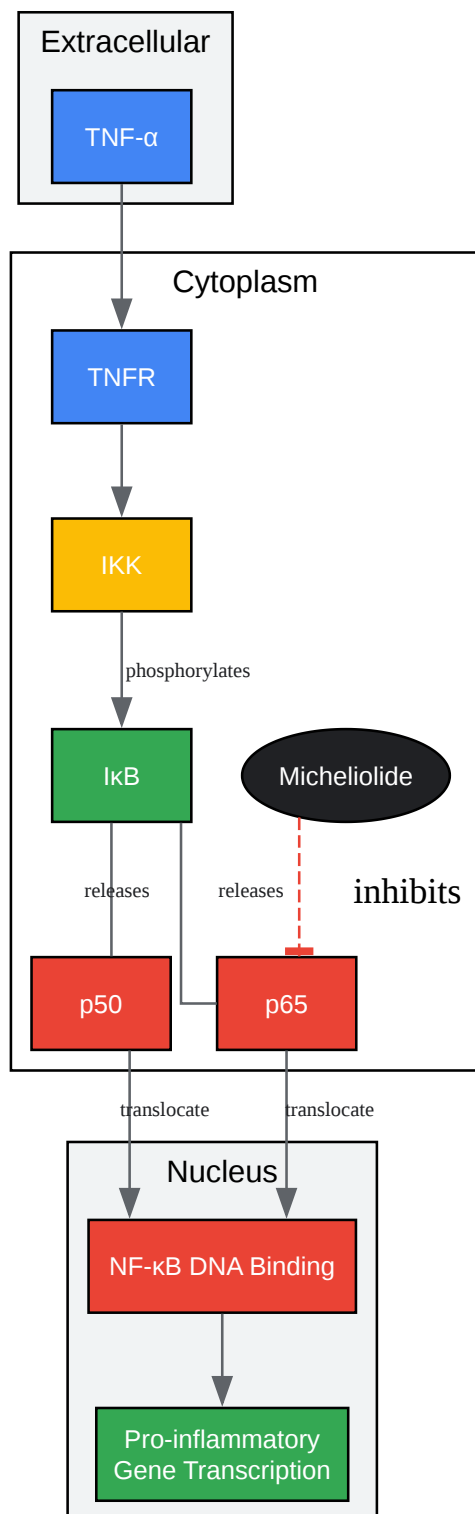 Extracellular
TNF-α
Cytoplasm
TNFR
IKK
phosphorylates
IκB
Micheliolide
releases
releases
inhibits
p50
p65
translocate
translocate
Nucleus
NF-κB DNA Binding
Pro-inflammatory
Gene Transcription